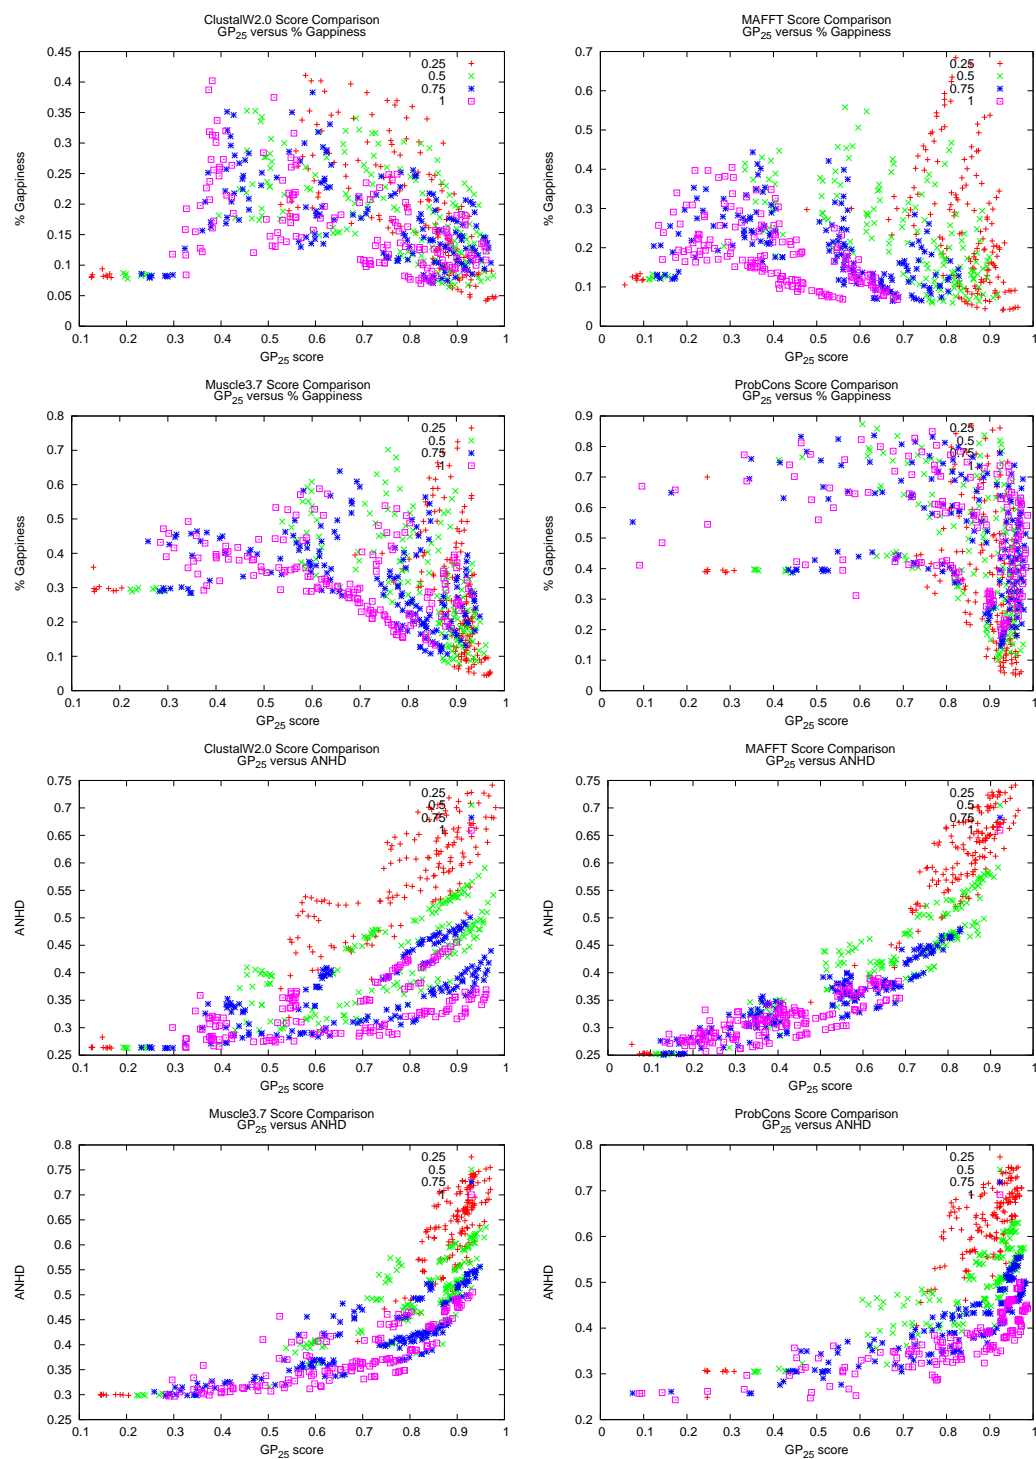 ClustalW2.0 Score Comparison
GP25 versus % Gappiness
0.45
0.4
0.35
0.3
0.25
0.2
0.15
0.1
0.05
0
% Gappiness
0.25
0.5
0.75
1
0.1 0.2 0.3 0.4 0.5 0.6 0.7 0.8 0.9 1
GP25 score
MAFFT Score Comparison
GP25 versus % Gappiness
0.7
0.6
0.5
0.4
0.3
0.2
0.1
0
% Gappiness
0.25
0.5
0.75
1
0 0.1 0.2 0.3 0.4 0.5 0.6 0.7 0.8 0.9 1
GP25 score
Muscle3.7 Score Comparison
GP25 versus % Gappiness
0.8
0.7
0.6
0.5
0.4
0.3
0.2
0.1
0
% Gappiness
0.25
0.5
0.75
1
0.1 0.2 0.3 0.4 0.5 0.6 0.7 0.8 0.9 1
GP25 score
ProbCons Score Comparison
GP25 versus % Gappiness
0.9
0.8
0.7
0.6
0.5
0.4
0.3
0.2
0.1
0
% Gappiness
0.25
0.5
0.75
1
0 0.1 0.2 0.3 0.4 0.5 0.6 0.7 0.8 0.9 1
GP25 score
ClustalW2.0 Score Comparison
GP25 versus ANHD
0.75
0.7
0.65
0.6
0.55
0.5
0.45
0.4
0.35
0.3
0.25
ANHD
0.25
0.5
0.75
1
0.1 0.2 0.3 0.4 0.5 0.6 0.7 0.8 0.9 1
GP25 score
MAFFT Score Comparison
GP25 versus ANHD
0.75
0.7
0.65
0.6
0.55
0.5
0.45
0.4
0.35
0.3
0.25
ANHD
0.25
0.5
0.75
1
0 0.1 0.2 0.3 0.4 0.5 0.6 0.7 0.8 0.9 1
GP25 score
Muscle3.7 Score Comparison
GP25 versus ANHD
0.8
0.75
0.7
0.65
0.6
0.55
0.5
0.45
0.4
0.35
0.3
0.25
ANHD
0.25
0.5
0.75
1
0.1 0.2 0.3 0.4 0.5 0.6 0.7 0.8 0.9 1
GP25 score
ProbCons Score Comparison
GP25 versus ANHD
0.8
0.7
0.6
0.5
0.4
0.3
0.2
ANHD
0.25
0.5
0.75
1
0 0.1 0.2 0.3 0.4 0.5 0.6 0.7 0.8 0.9 1
GP25 score